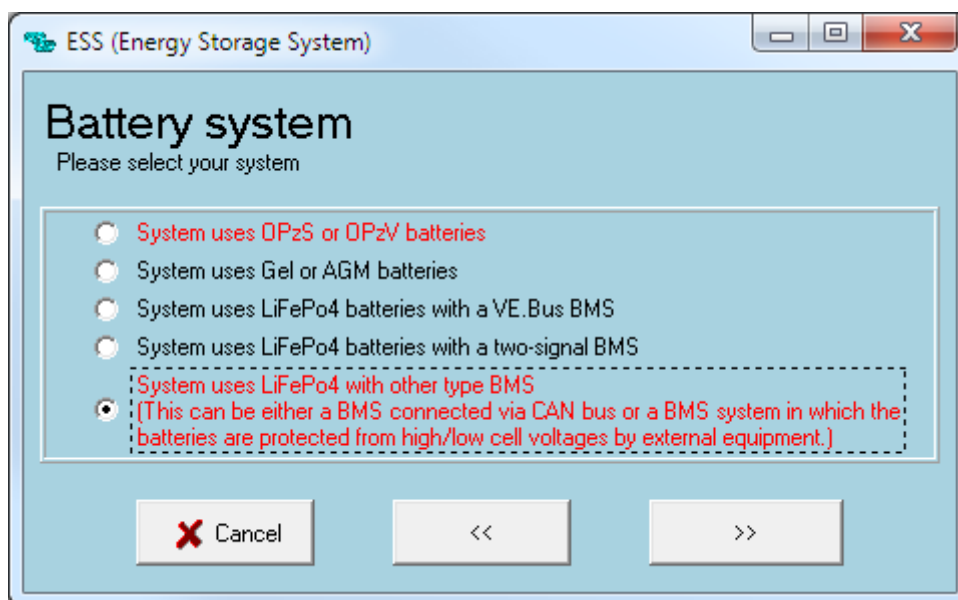 ESS (Energy Storage System)
Battery system
Please select your system
System uses OPzS or OPzV batteries
System uses Gel or AGM batteries
System uses LiFePo4 batteries with a VE.Bus BMS
System uses LiFePo4 batteries with a two-signal BMS
System uses LiFePo4 with other type BMS
(This can be either a BMS connected via CAN bus or a BMS system in which the
batteries are protected from high/low cell voltages by external equipment.)
Cancel
<<
>>